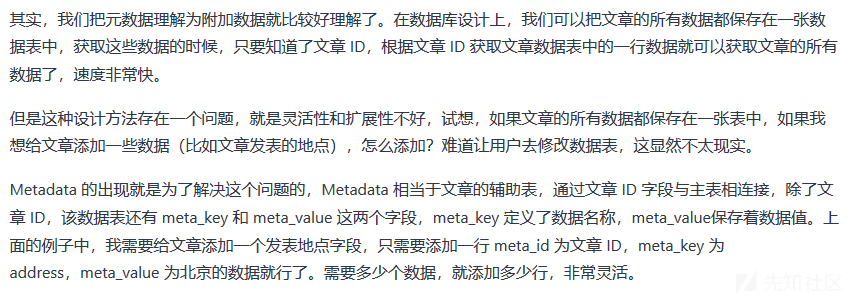 其实，我们把元数据理解为附加数据就比较好理解了。在数据库设计上，我们可以把文章的所有数据都保存在一张数
据表中，获取这些数据的时候，只要知道了文章 ID，根据文章 ID 获取文章数据表中的一行数据就可以获取文章的所有
数据了，速度非常快。
但是这种设计方法存在一个问题，就是灵活性和扩展性不好，试想，如果文章的所有数据都保存在一张表中，如果我
想给文章添加一些数据（比如文章发表的地点），怎么添加？难道让用户去修改数据表，这显然不太现实。
Metadata 的出现就是为了解决这个问题的，Metadata 相当于文章的辅助表，通过文章 ID 字段与主表相连接，除了文
章 ID，该数据表还有 meta_key 和 meta_value 这两个字段，meta_key 定义了数据名称，meta_value保存着数据值。上
面的例子中，我需要给文章添加一个发表地点字段，只需要添加一行 meta_id 为文章 ID，meta_key 为
address，meta_value 为北京的数据就行了。需要多少个数据，就添加多少行，非常灵活。
先知社区